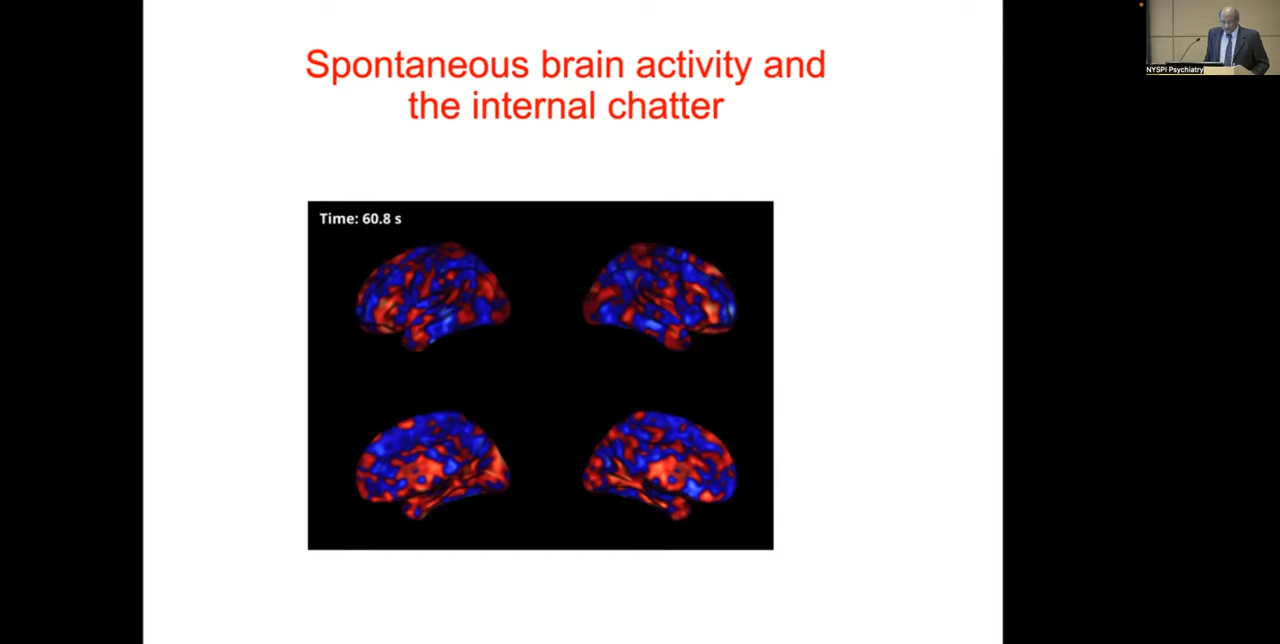 Spontaneous brain activity and
the internal chatter
Time: 60.8 s
NYSPI Psychiatry